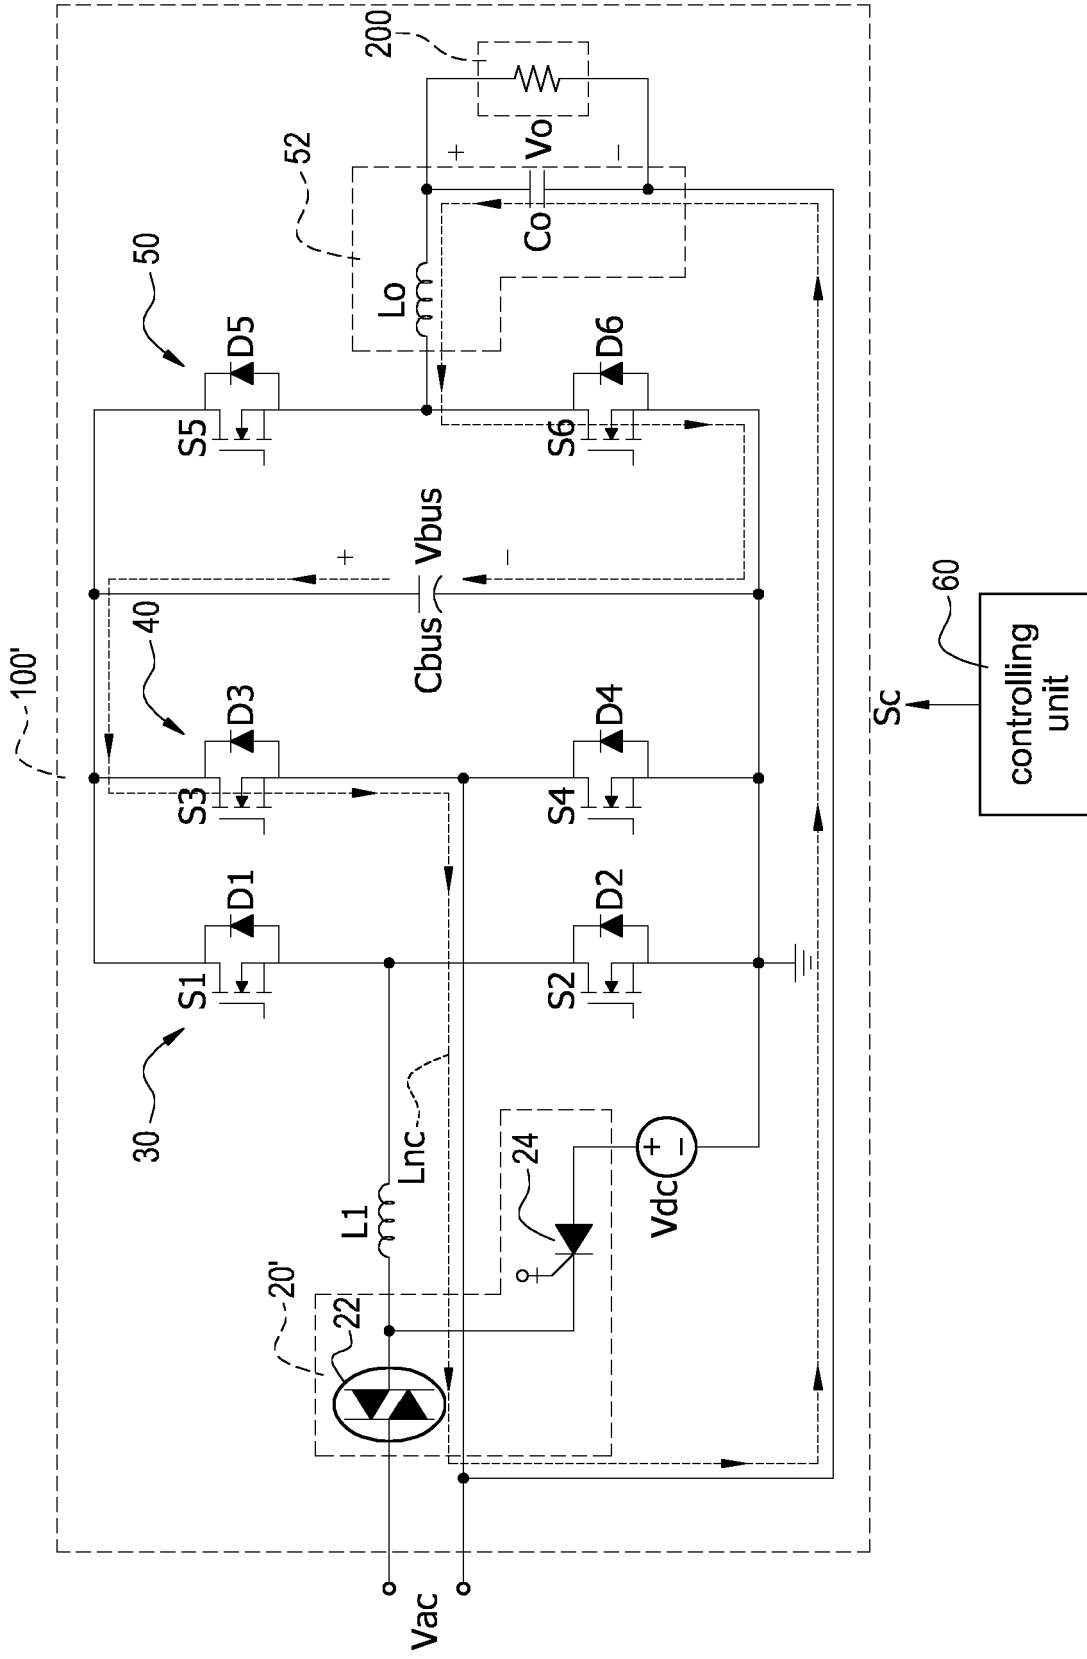 100'
30
40
50
52
200
S1
D1
S3
D3
S5
D5
20'
22
L1
Lnc
Cbus
Vbus
+
−
Lo
Co
Vo
+
−
Vac
24
+
Vdc
+
−
S2
D2
S4
D4
S6
D6
Sc
60
controlling
unit